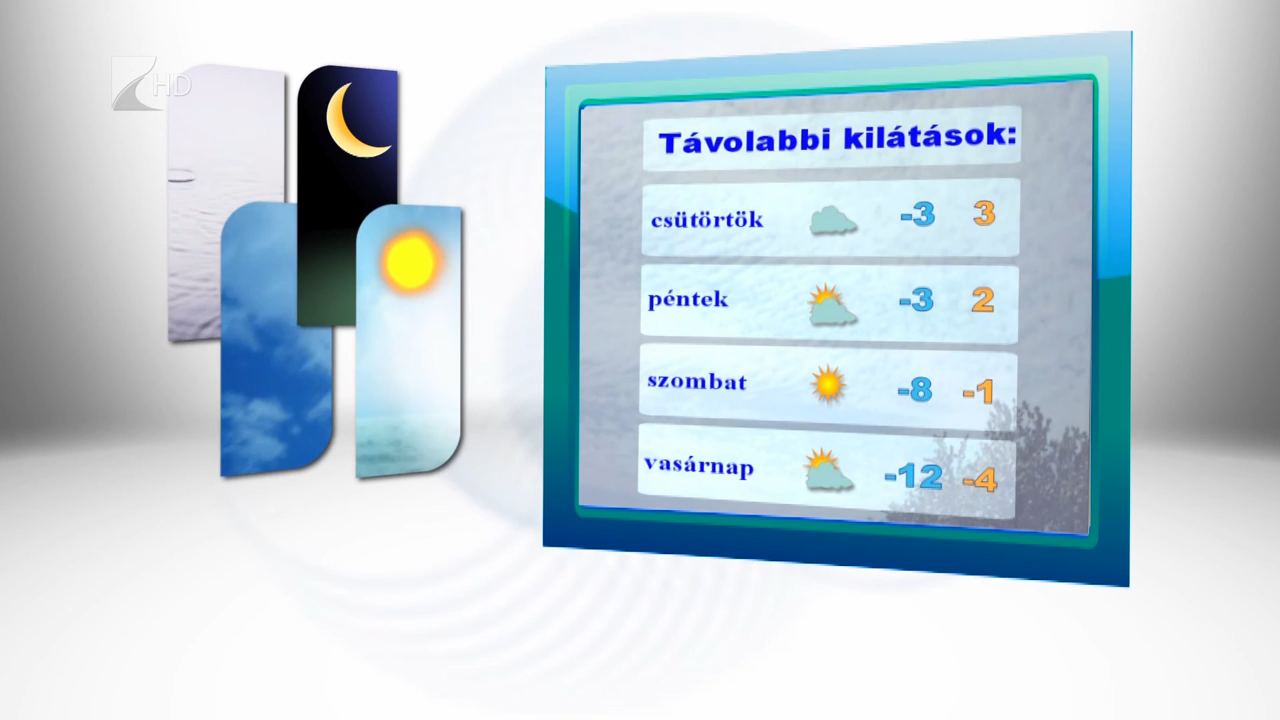 HD
Távolabbi kilátások:
csütörtök -3 3
péntek -3 2
szombat -8 -1
vasárnap -12 -4